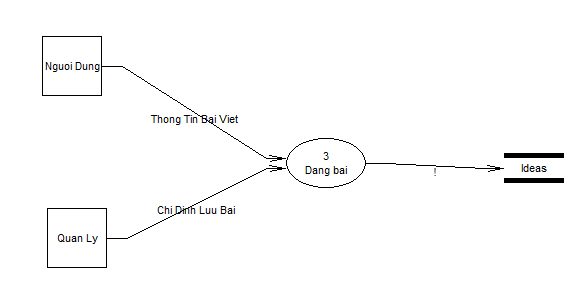 Nguoi Dung
Thong Tin Bai Viet
3
Dang bai
!
Ideas
Chi Dinh Luu Bai
Quan Ly